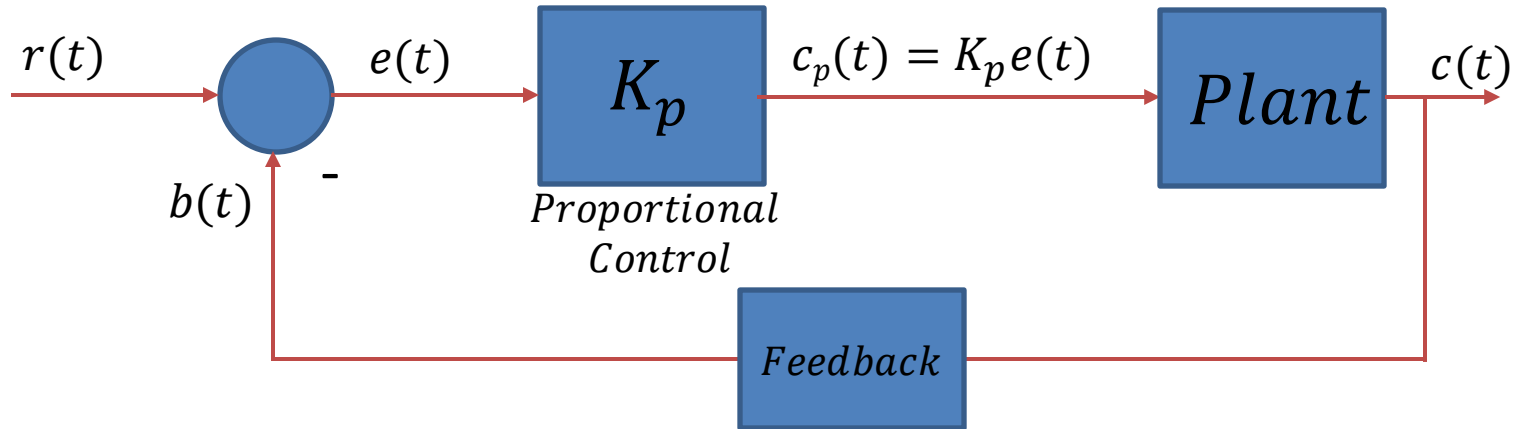 r(t)
e(t)
K_p
c_p(t) = K_p e(t)
Plant
c(t)
b(t)
-
Proportional
Control
Feedback